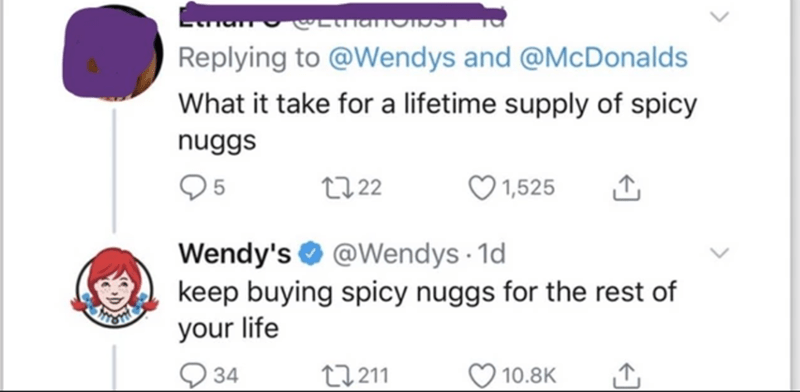 Replying to @Wendys and @McDonalds
What it take for a lifetime supply of spicy
nuggs
5 22 1,525
Wendy's @Wendys · 1d
keep buying spicy nuggs for the rest of
your life
34 211 10.8K